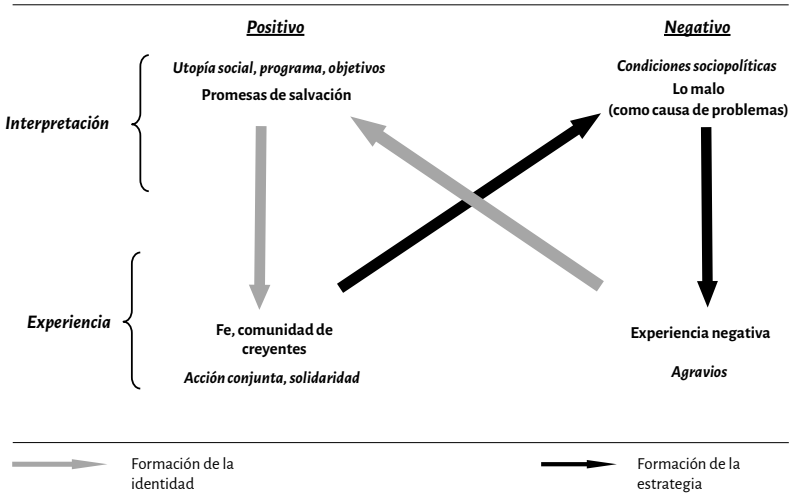 Positivo
Negativo
Utopía social, programa, objetivos
Promesas de salvación
Condiciones sociopolíticas
Lo malo
(como causa de problemas)
Interpretación
Experiencia
Fe, comunidad de
creyentes
Acción conjunta, solidaridad
Experiencia negativa
Agravios
Formación de la
identidad
Formación de la
estrategia